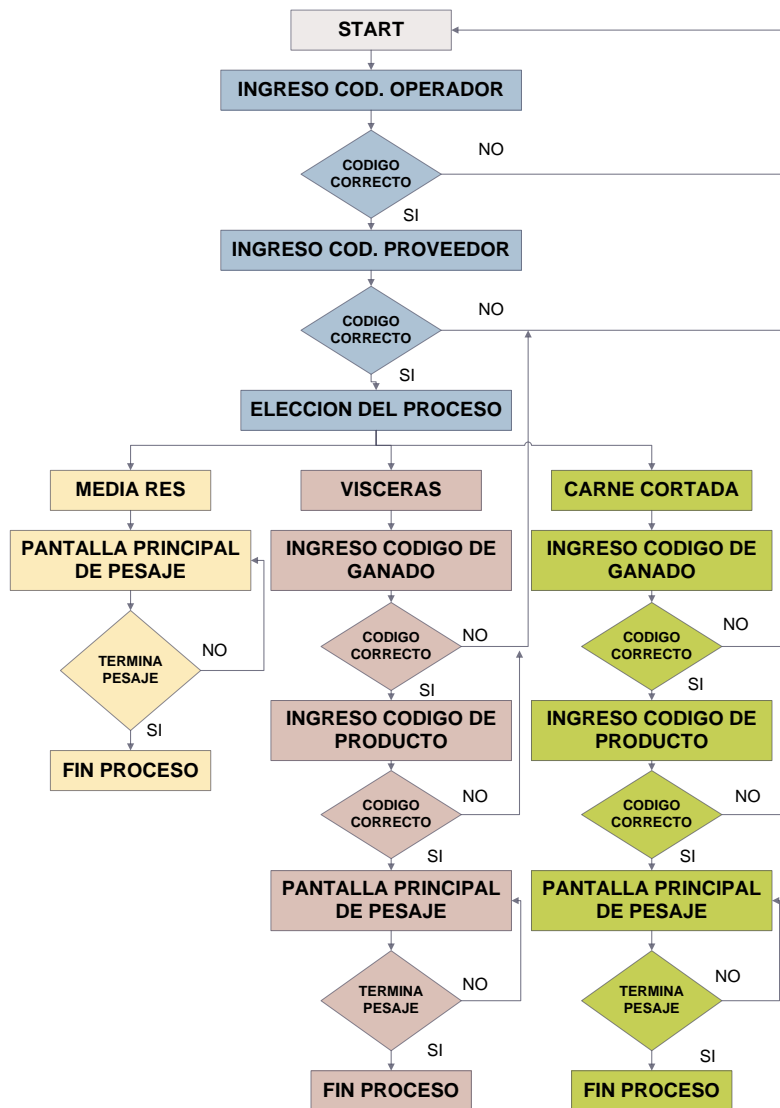 START
INGRESO COD. OPERADOR
CODIGO
CORRECTO
NO
SI
INGRESO COD. PROVEEDOR
CODIGO
CORRECTO
NO
SI
ELECCION DEL PROCESO
MEDIA RES
PANTALLA PRINCIPAL
DE PESAJE
TERMINA
PESAJE
NO
SI
FIN PROCESO
VISCERAS
INGRESO CODIGO DE
GANADO
CODIGO
CORRECTO
NO
SI
INGRESO CODIGO DE
PRODUCTO
CODIGO
CORRECTO
NO
SI
PANTALLA PRINCIPAL
DE PESAJE
TERMINA
PESAJE
NO
SI
FIN PROCESO
CARNE CORTADA
INGRESO CODIGO DE
GANADO
CODIGO
CORRECTO
NO
SI
INGRESO CODIGO DE
PRODUCTO
CODIGO
CORRECTO
NO
SI
PANTALLA PRINCIPAL
DE PESAJE
TERMINA
PESAJE
NO
SI
FIN PROCESO